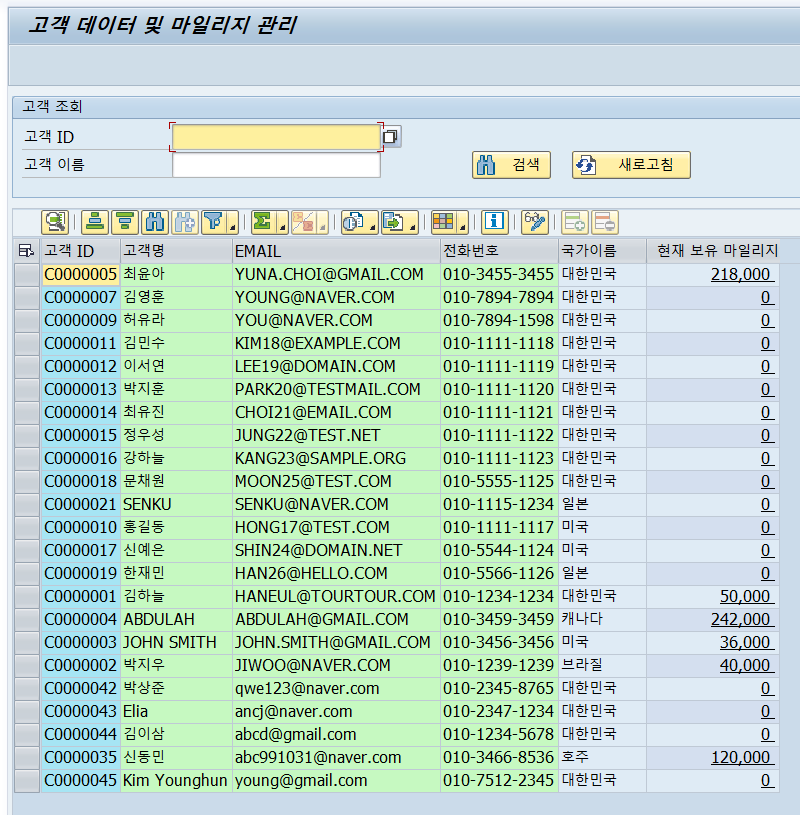 고객 데이터 및 마일리지 관리
고객 조회
고객 ID
고객 이름 검색 새로고침
고객 ID 고객명 EMAIL 전화번호 국가이름 현재 보유 마일리지
C0000005 최윤아 YUNA.CHOI@GMAIL.COM 010-3455-3455 대한민국 218,000
C0000007 김영훈 YOUNG@NAVER.COM 010-7894-7894 대한민국 0
C0000009 허유라 YOU@NAVER.COM 010-7894-1598 대한민국 0
C0000011 김민수 KIM18@EXAMPLE.COM 010-1111-1118 대한민국 0
C0000012 이서연 LEE19@DOMAIN.COM 010-1111-1119 대한민국 0
C0000013 박지훈 PARK20@TESTMAIL.COM 010-1111-1120 대한민국 0
C0000014 최유진 CHOI21@EMAIL.COM 010-1111-1121 대한민국 0
C0000015 정우성 JUNG22@TEST.NET 010-1111-1122 대한민국 0
C0000016 강하늘 KANG23@SAMPLE.ORG 010-1111-1123 대한민국 0
C0000018 문채원 MOON25@TEST.COM 010-5555-1125 대한민국 0
C0000021 SENKU SENKU@NAVER.COM 010-1115-1234 일본 0
C0000010 홍길동 HONG17@TEST.COM 010-1111-1117 미국 0
C0000017 신예은 SHIN24@DOMAIN.NET 010-5544-1124 미국 0
C0000019 한재민 HAN26@HELLO.COM 010-5566-1126 일본 0
C0000001 김하늘 HANEUL@TOURTOUR.COM 010-1234-1234 대한민국 50,000
C0000004 ABDULAH ABDULAH@GMAIL.COM 010-3459-3459 캐나다 242,000
C0000003 JOHN SMITH JOHN.SMITH@GMAIL.COM 010-3456-3456 미국 36,000
C0000002 박지우 JIWOO@NAVER.COM 010-1239-1239 브라질 40,000
C0000042 박상준 qwe123@naver.com 010-2345-8765 대한민국 0
C0000043 Elia ancj@naver.com 010-2347-1234 대한민국 0
C0000044 김이삼 abcd@gmail.com 010-1234-5678 대한민국 0
C0000035 신동민 abc991031@naver.com 010-3466-8536 호주 120,000
C0000045 Kim Younghun young@gmail.com 010-7512-2345 대한민국 0